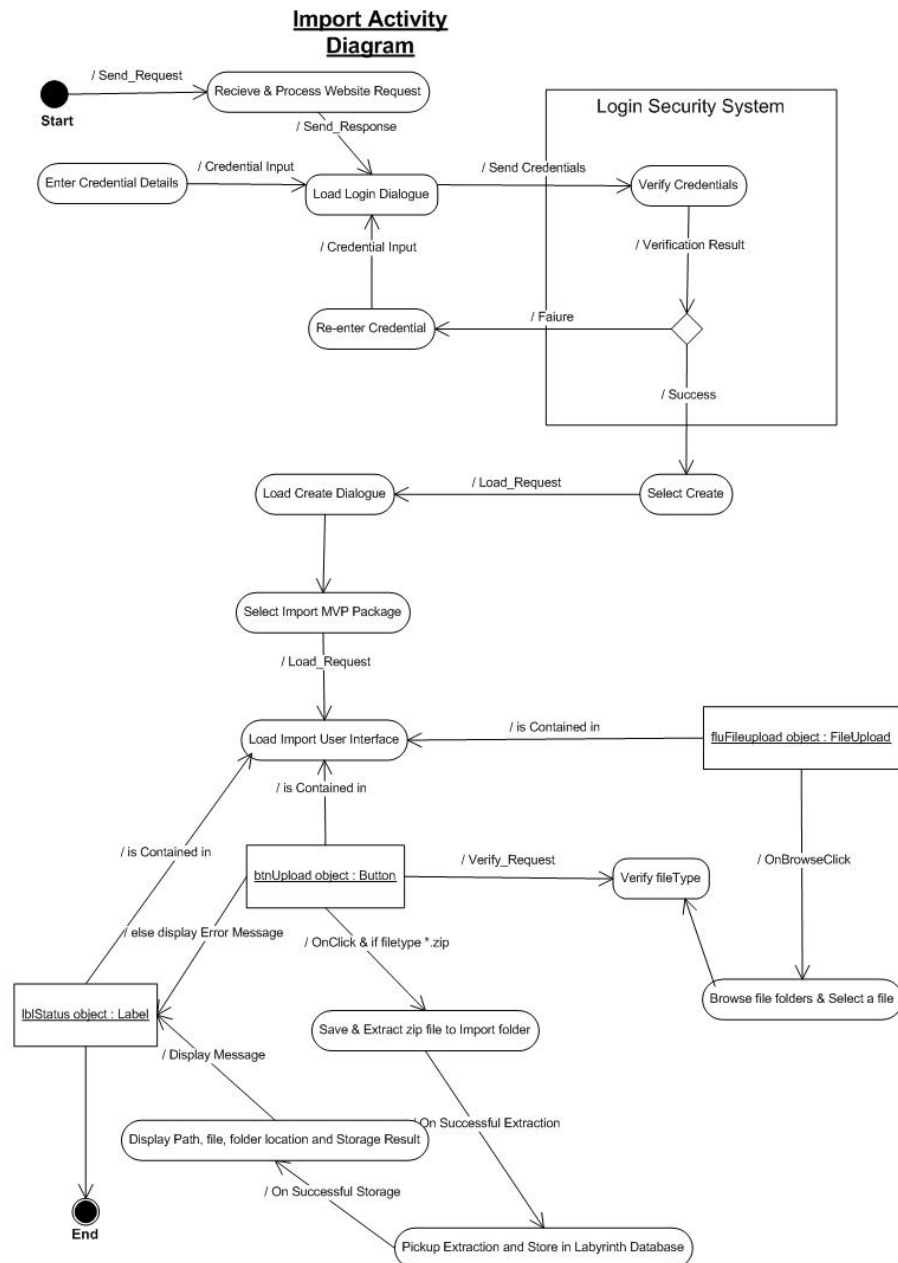 Import Activity
Diagram
/ Send_Request
Recieve & Process Website Request
Start
/ Send_Response
Login Security System
Enter Credential Details
/ Credential Input
Load Login Dialogue
/ Send Credentials
Verify Credentials
/ Credential Input
/ Verification Result
Re-enter Credential
/ Faiure
/ Success
Load Create Dialogue
/ Load_Request
Select Create
Select Import MVP Package
/ Load_Request
Load Import User Interface
/ is Contained in
fluFileupload object : FileUpload
/ is Contained in
/ is Contained in
/ OnBrowseClick
btnUpload object : Button
/ Verify_Request
Verify fileType
/ else display Error Message
/ OnClick & if filetype *.zip
lblStatus object : Label
Browse file folders & Select a file
Save & Extract zip file to Import folder
/ Display Message
/ On Successful Extraction
Display Path, file, folder location and Storage Result
/ On Successful Storage
End
Pickup Extraction and Store in Labyrinth Database